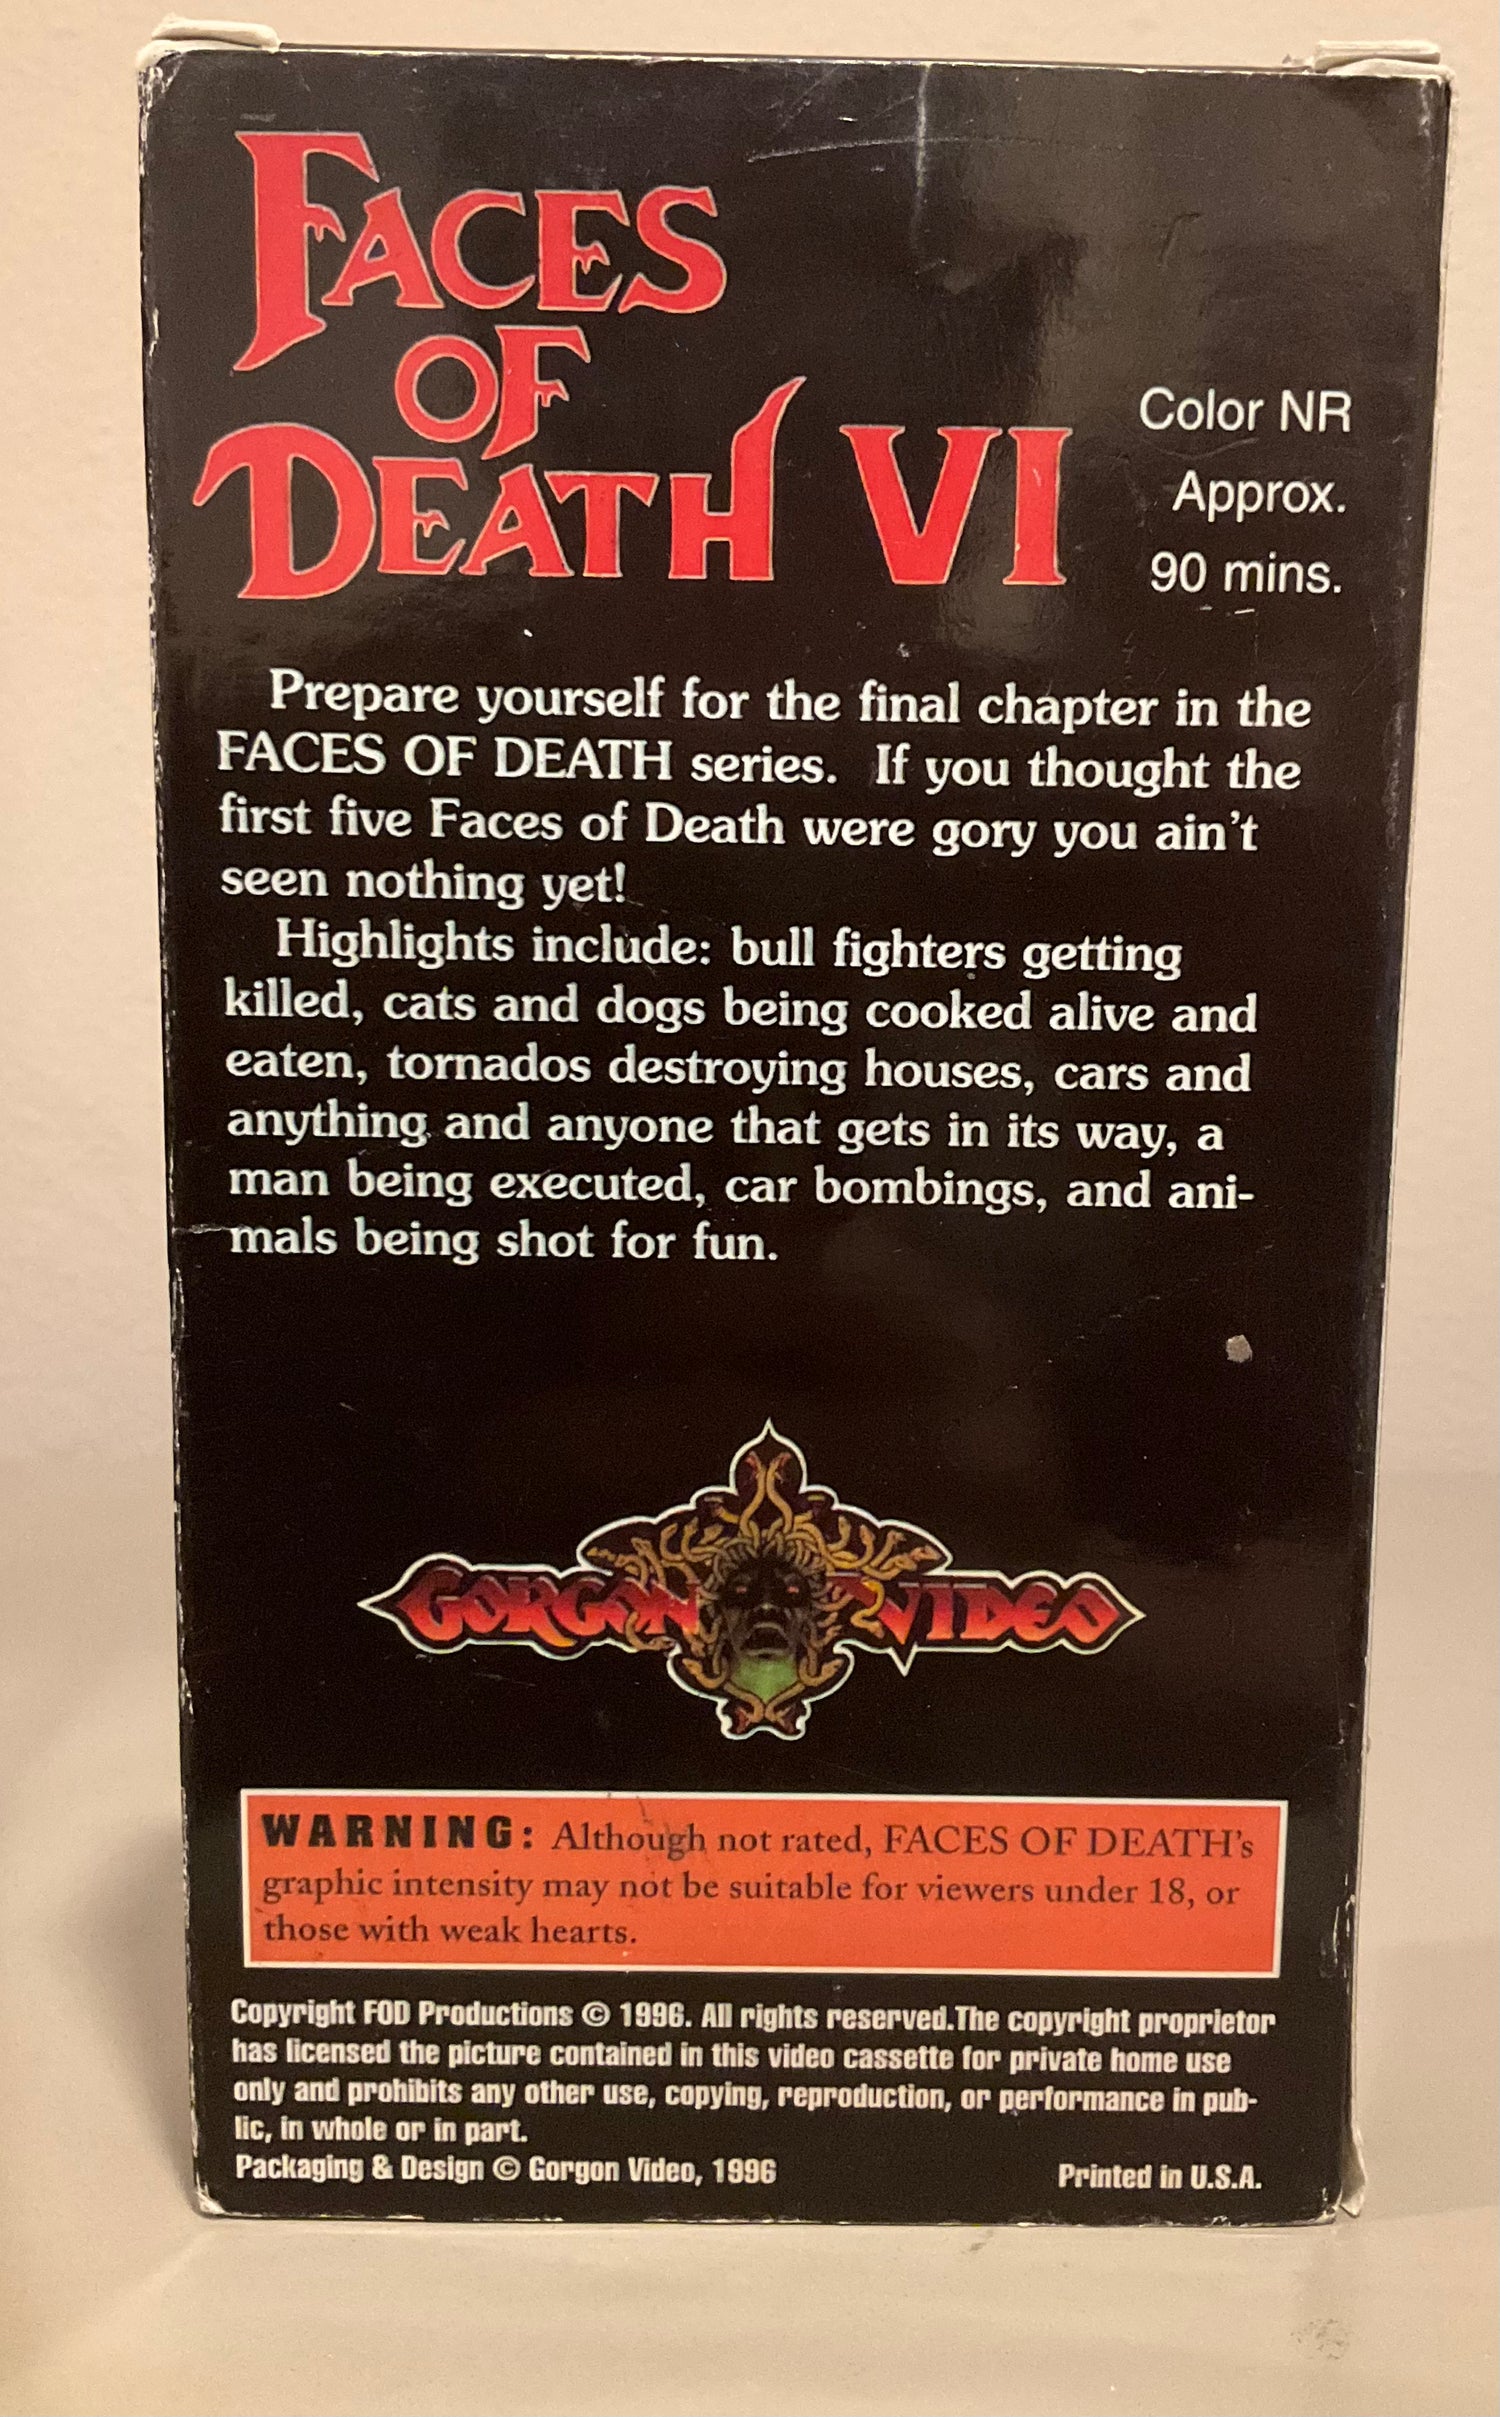 FACES
OF
DEATH VI
Color NR
Approx.
90 mins.
Prepare yourself for the final chapter in the
FACES OF DEATH series. If you thought the
first five Faces of Death were gory you ain't
seen nothing yet!
Highlights include: bull fighters getting
killed, cats and dogs being cooked alive and
eaten, tornados destroying houses, cars and
anything and anyone that gets in its way, a
man being executed, car bombings, and ani-
mals being shot for fun.
GORGON VIDEO
WARNING: Although not rated, FACES OF DEATH's
graphic intensity may not be suitable for viewers under 18, or
those with weak hearts.
Copyright FOD Productions © 1996. All rights reserved.The copyright proprietor
has licensed the picture contained in this video cassette for private home use
only and prohibits any other use, copying, reproduction, or performance in pub-
lic, in whole or in part.
Packaging & Design © Gorgon Video, 1996
Printed in U.S.A.